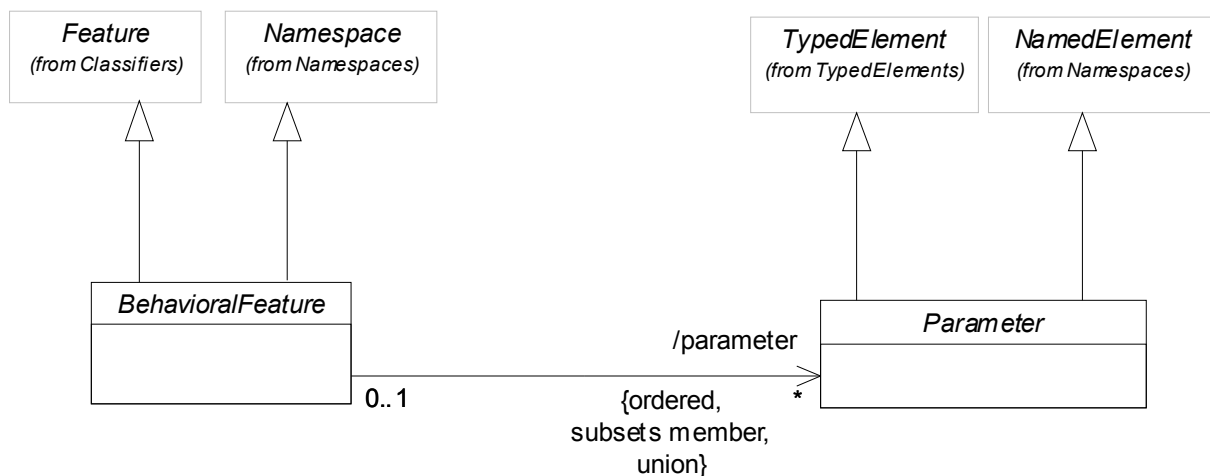 Feature
(from Classifiers)
Namespace
(from Namespaces)
TypedElement
(from TypedElements)
NamedElement
(from Namespaces)
BehavioralFeature
Parameter
/parameter
0..1
*
{ordered,
subsets member,
union}